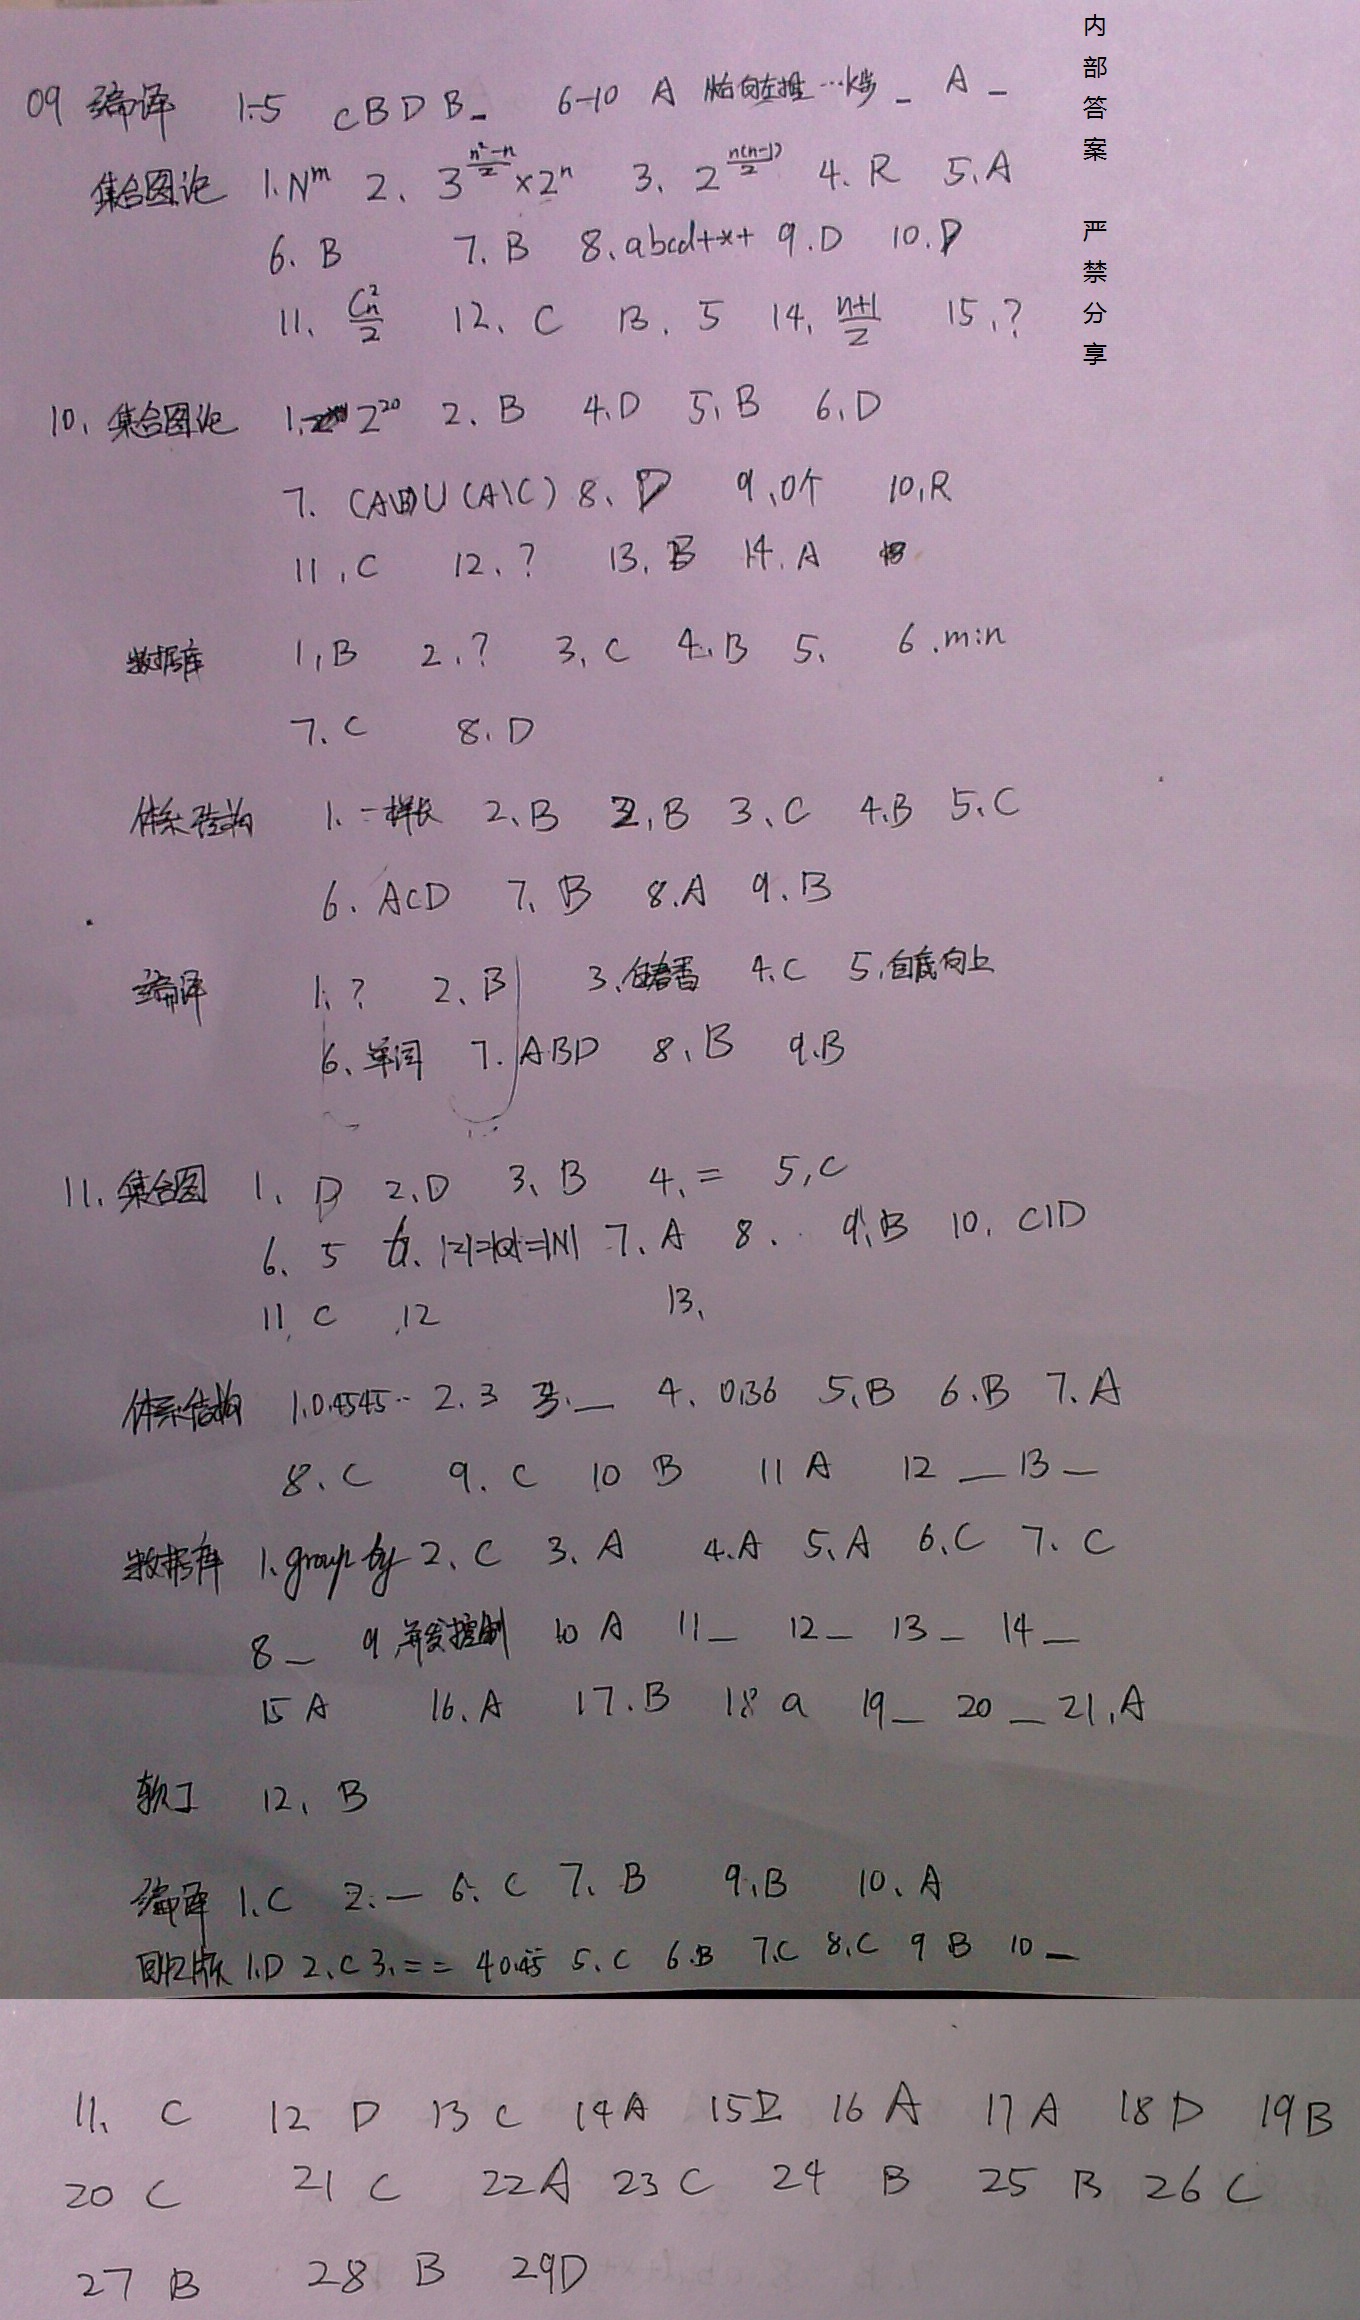 09 编译 1-5 CBDB_ 6-10 A 从右向左推 _ A _
集合图论 1. N^m 2、3^{\frac{n^2-n}{2}}×2^n 3、2^{\frac{n(n-1)}{2}} 4、R 5、A
6、B 7、B 8、abcd+*+ 9.D 10.D
11、\frac{C_n^2}{2} 12、C 13、5 14、\frac{n+1}{2} 15、?
10、集合图论 1、2^{20} 2、B 4、D 5、B 6、D
7、(A\B)∪(A\C) 8、D 9、0个 10、R
11、C 12、? 13、B 14、A
数据库 1、B 2、? 3、C 4、B 5、 6、min
7、C 8、D
体系结构 1、一样长 2、B 2、B 3、C 4、B 5、C
6、ACD 7、B 8.A 9、B
编译 1、? 2、B 3、 4、C 5、自底向上
6、单词 7、ABD 8、B 9.B
11、集合图 1、D 2、D 3、B 4、= 5、C
6、5 |Z|=|Q|=|N| 7、A 8、 9、B 10、C|D
11、C 12 13、
体系结构 1.0.4545… 2.3 3._ 4、0.36 5、B 6、B 7、A
8、C 9、C 10 B 11 A 12 _ 13 _
数据库 1、group by 2、C 3、A 4、A 5、A 6、C 7、C
8 _ 9 并发控制 10 A 11 _ 12 _ 13 _ 14 _
15 A 16、A 17、B 18 a 19 _ 20 _ 21、A
软工 12、B
编译 1、C 2、_ 6、C 7、B 9、B 10、A
回忆版 1.D 2、C 3、== 4 0.45 5、C 6.B 7.C 8、C 9 B 10 _
11、C 12 D 13 C 14 A 15 16 A 17 A 18 D 19 B
20 C 21 C 22 A 23 C 24 B 25 B 26 C
27 B 28 B 29 D
内部答案 严禁分享